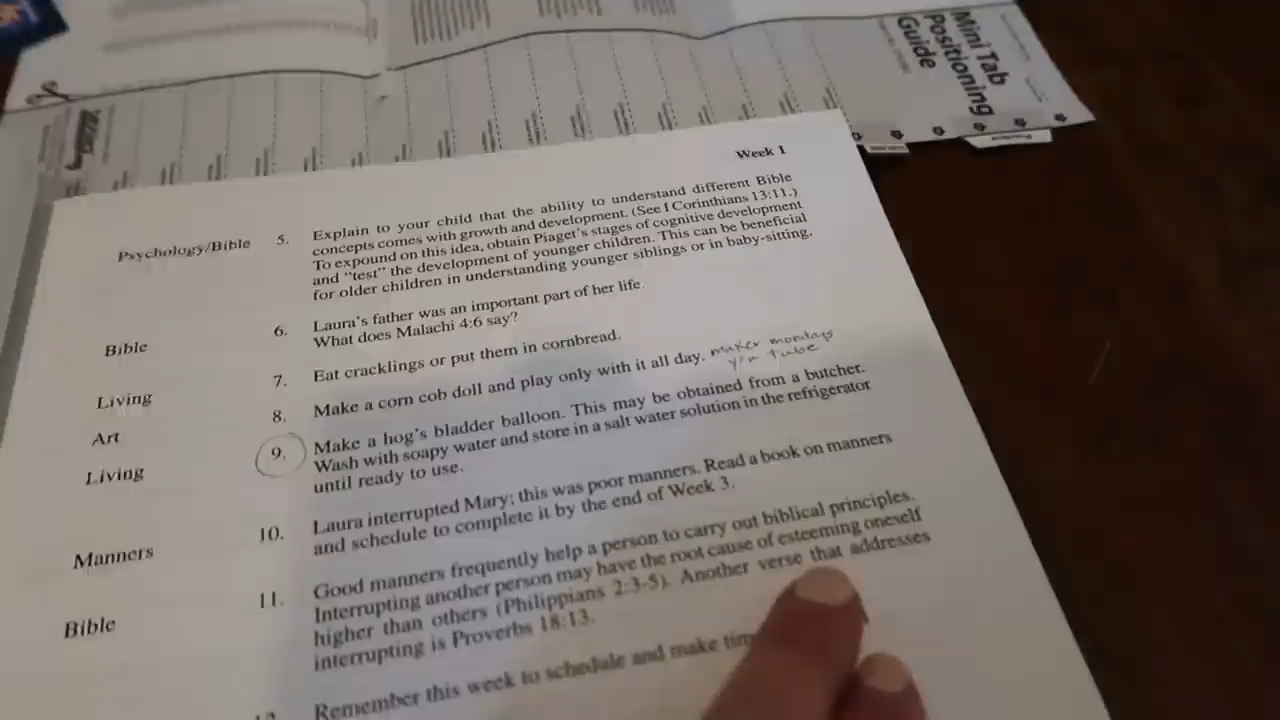 Mini Tab
Positioning
Guide
Week 1
Psychology/Bible 5. Explain to your child that the ability to understand different Bible
concepts comes with growth and development. (See I Corinthians 13:11.)
To expound on this idea, obtain Piaget's stages of cognitive development
and "test" the development of younger children. This can be beneficial
for older children in understanding younger siblings or in baby-sitting.
Bible 6. Laura's father was an important part of her life.
What does Malachi 4:6 say?
Living 7. Eat cracklings or put them in cornbread.
Art 8. Make a corn cob doll and play only with it all day. maker mondays
you tube
Living 9. Make a hog's bladder balloon. This may be obtained from a butcher.
Wash with soapy water and store in a salt water solution in the refrigerator
until ready to use.
Manners 10. Laura interrupted Mary; this was poor manners. Read a book on manners
and schedule to complete it by the end of Week 3.
Bible 11. Good manners frequently help a person to carry out biblical principles.
Interrupting another person may have the root cause of esteeming oneself
higher than others (Philippians 2:3-5). Another verse that addresses
interrupting is Proverbs 18:13.
Remember this week to schedule and make